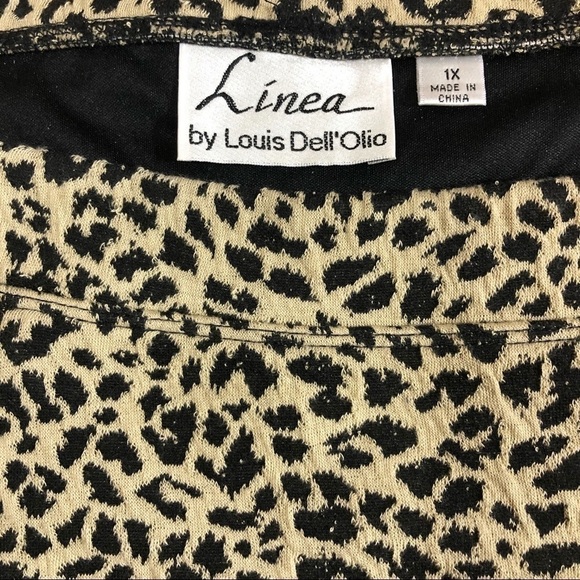 Linea
by Louis Dell'Olio
1X
MADE IN
CHINA